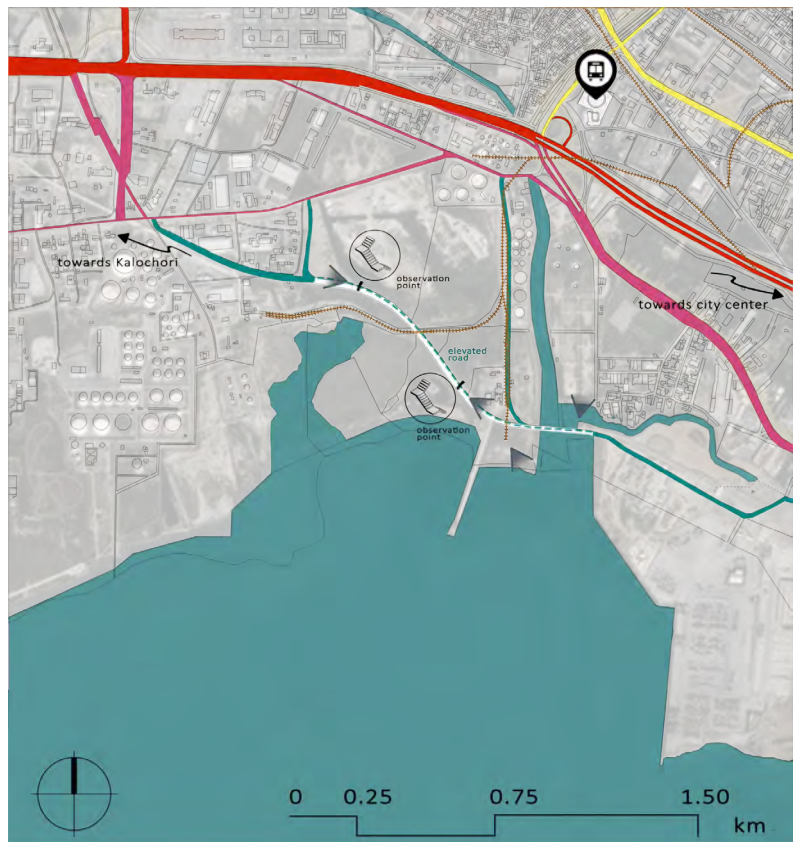 towards Kalochori
observation
point
towards city center
elevated
road
observation
point
0 0.25 0.75 1.50
km